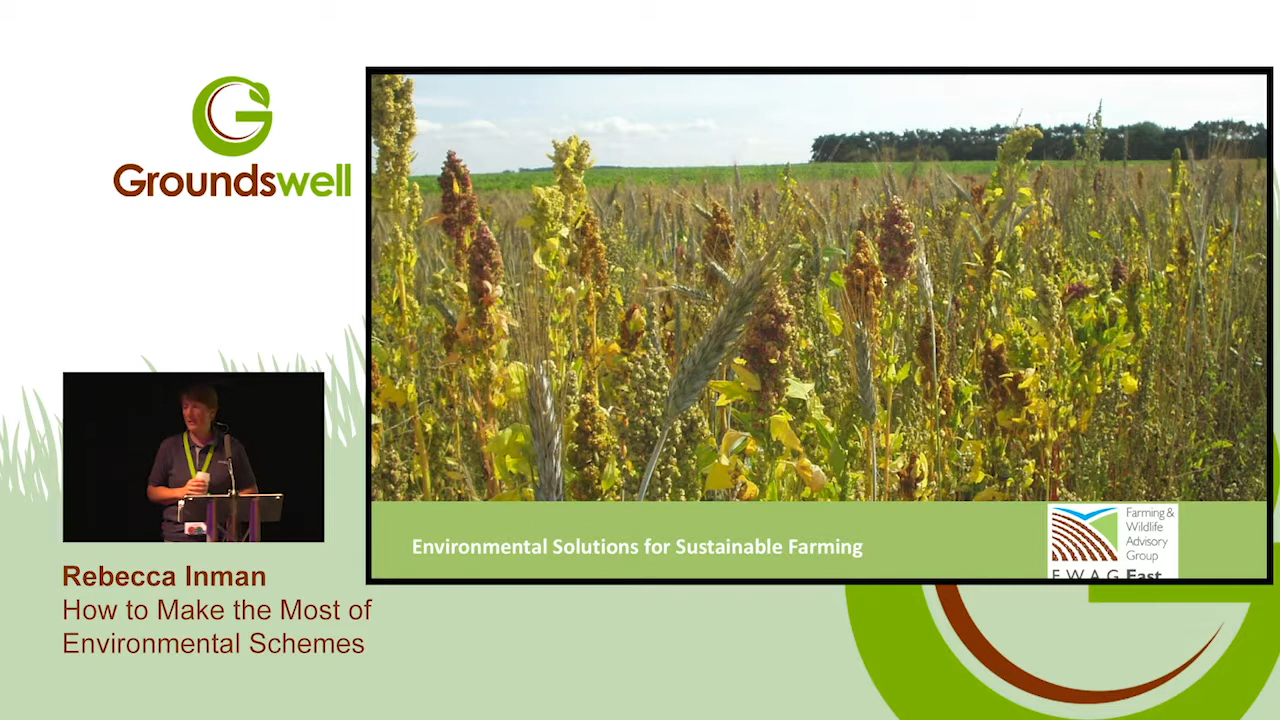 Groundswell
Rebecca Inman
How to Make the Most of
Environmental Schemes
Environmental Solutions for Sustainable Farming
Farming &
Wildlife
Advisory
Group
FWAG East